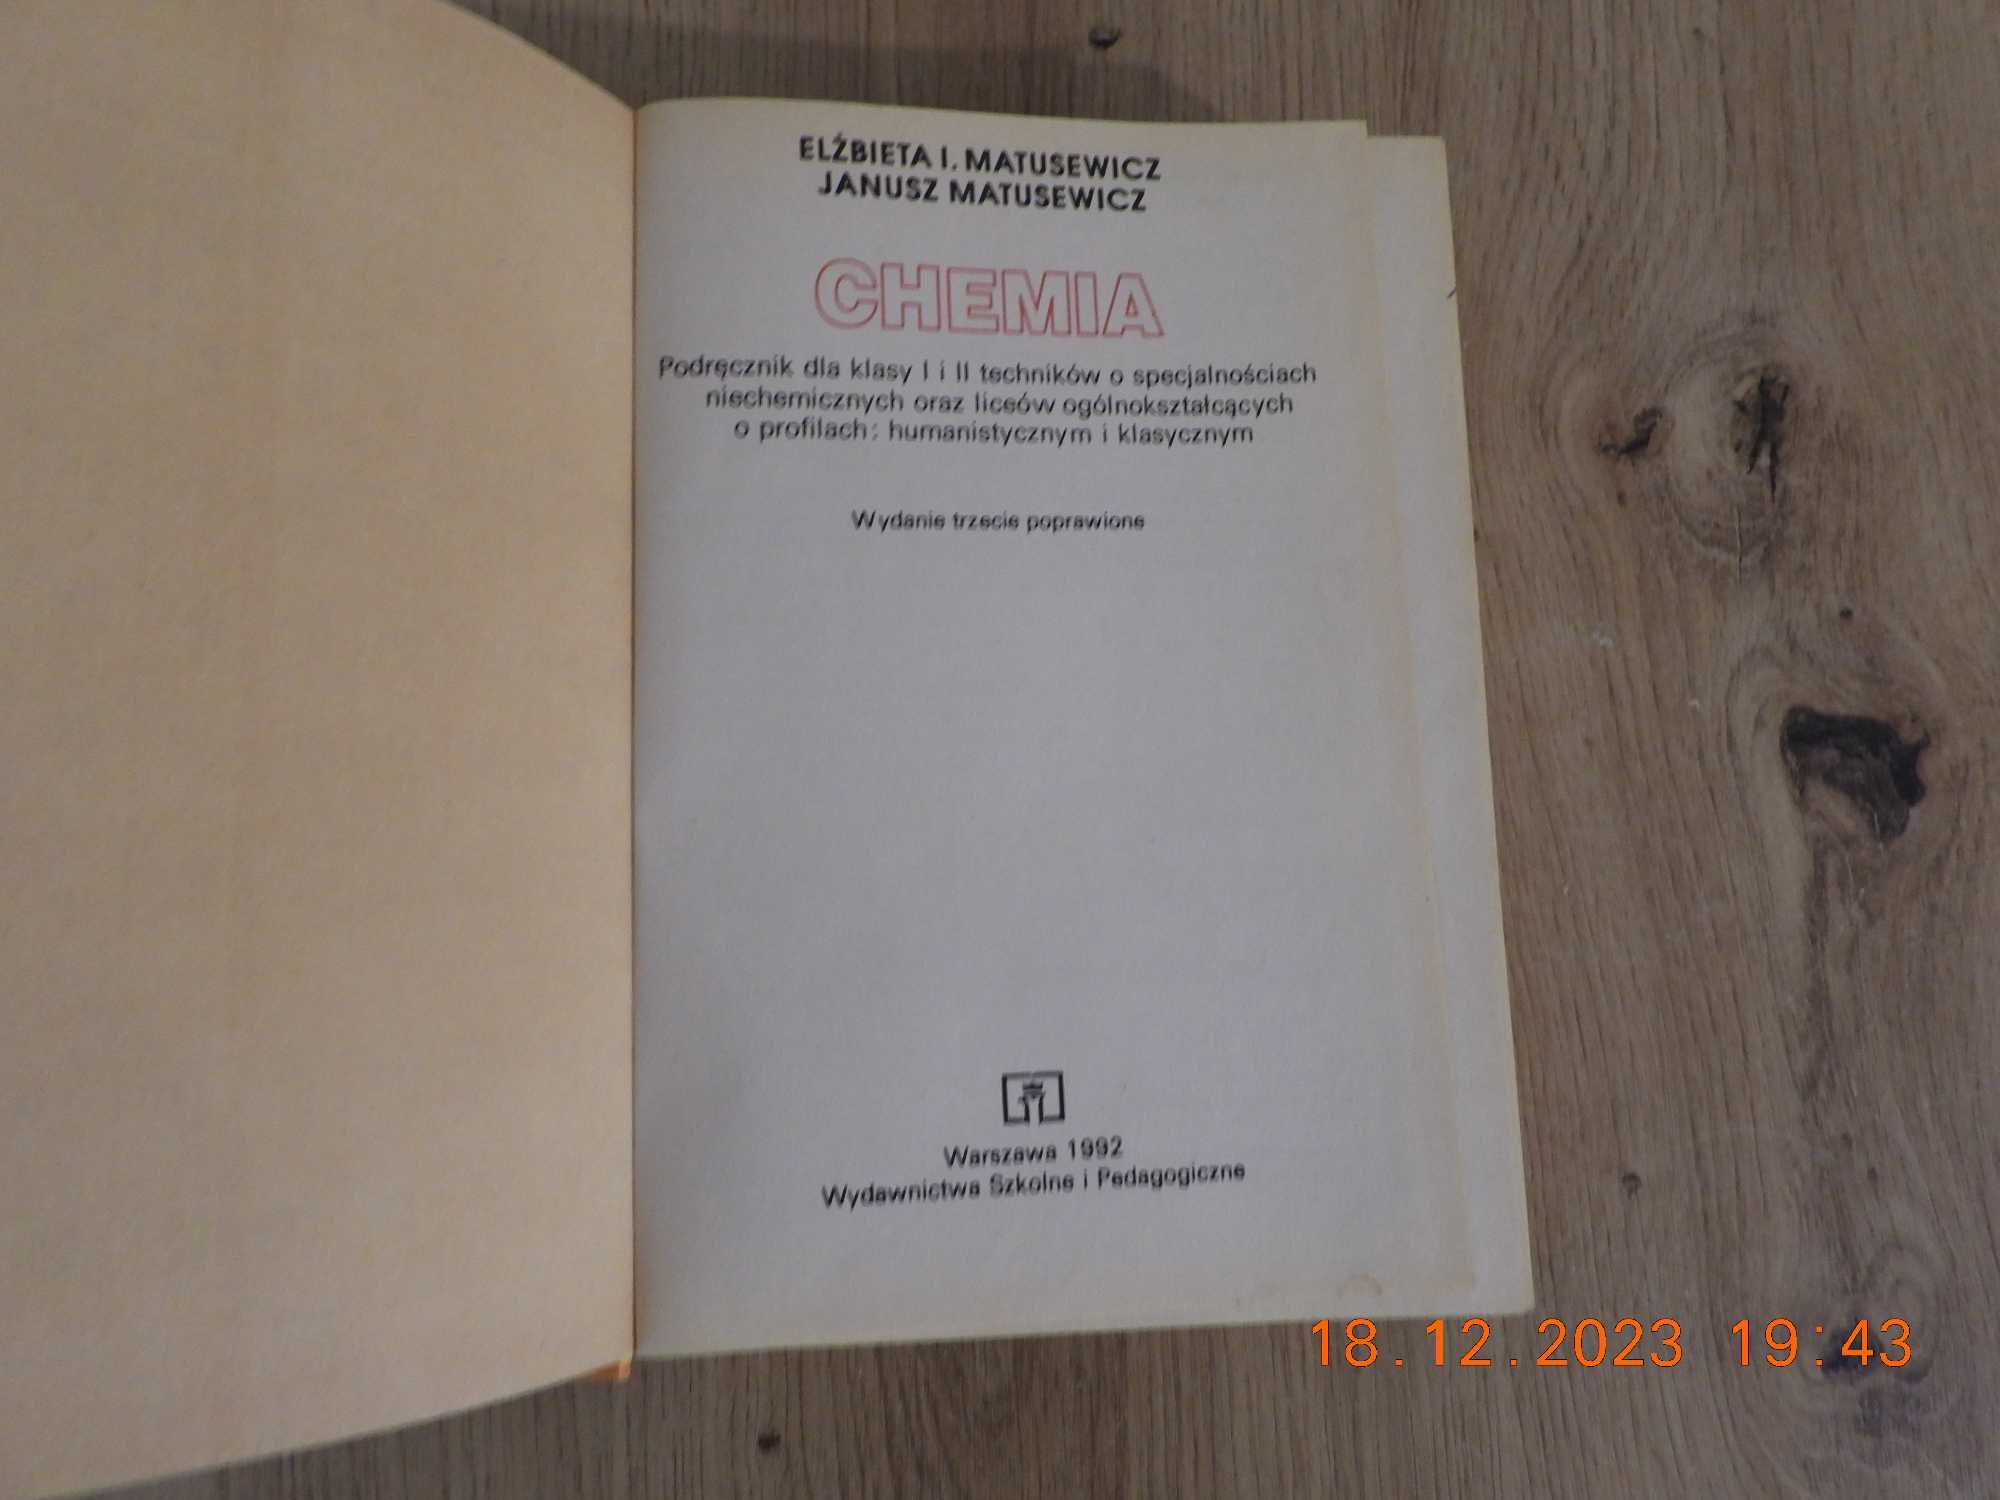 ELŻBIETA I. MATUSEWICZ
JANUSZ MATUSEWICZ
CHEMIA
Podręcznik dla klasy I i II techników o specjalnościach
niechemicznych oraz liceów ogólnokształcących
o profilach: humanistycznym i klasycznym
Wydanie trzecie poprawione
Warszawa 1992
Wydawnictwa Szkolne i Pedagogiczne
18.12.2023 19:43